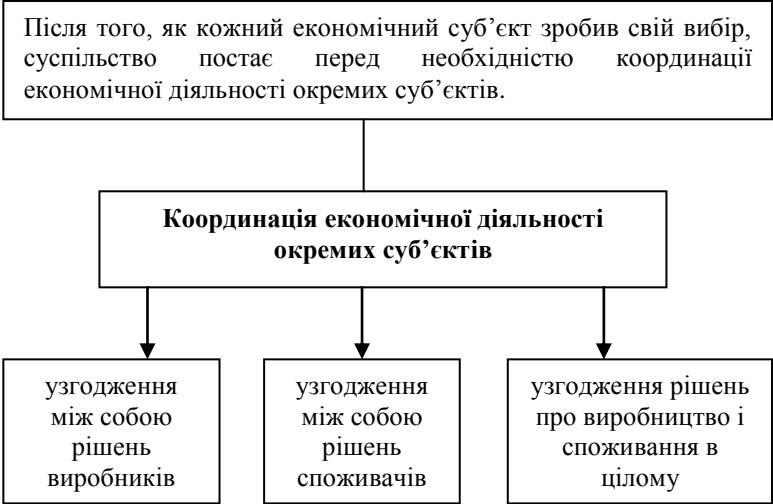 Після того, як кожний економічний суб’єкт зробив свій вибір,
суспільство постає перед необхідністю координації
економічної діяльності окремих суб’єктів.
Координація економічної діяльності
окремих суб’єктів
узгодження
між собою
рішень
виробників
узгодження
між собою
рішень
споживачів
узгодження рішень
про виробництво і
споживання в
цілому